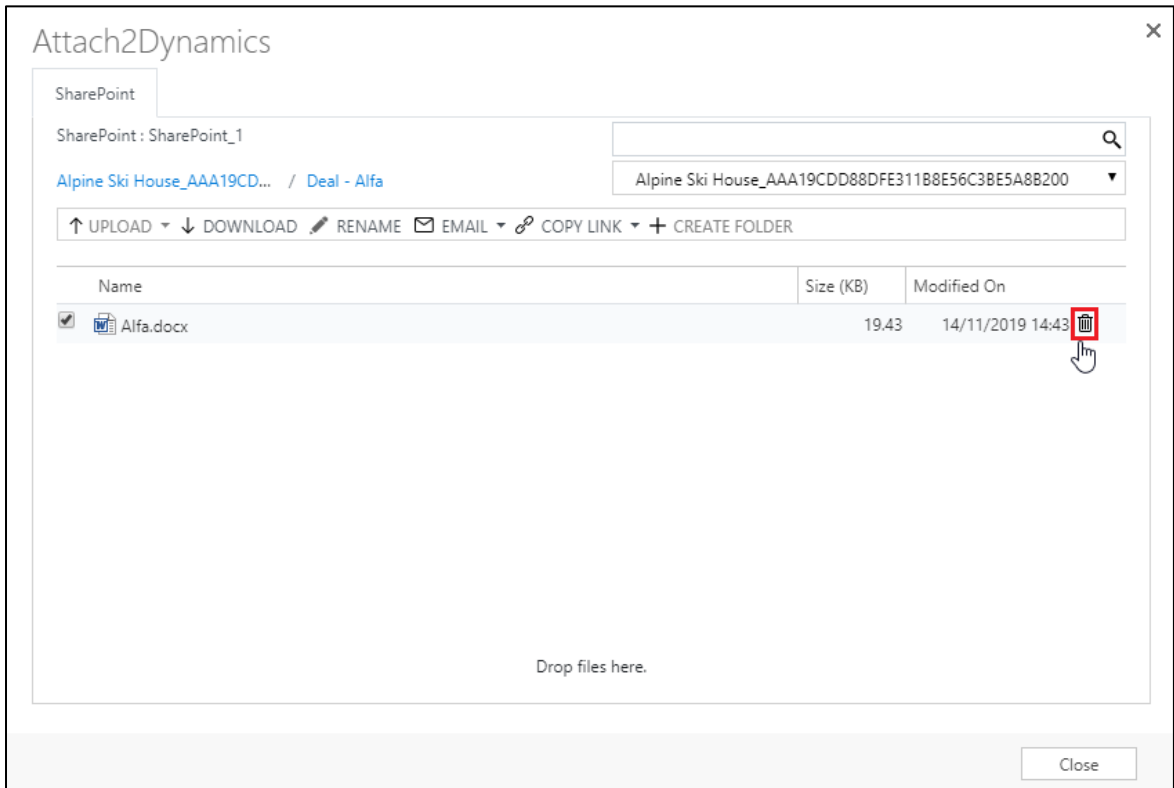 Attach2Dynamics
SharePoint
SharePoint : SharePoint_1
Alpine Ski House_AAA19CD... / Deal - Alfa
Alpine Ski House_AAA19CDD88DFE311B8E56C3BE5A8B200
UPLOAD DOWNLOAD RENAME EMAIL COPY LINK CREATE FOLDER
Name Size (KB) Modified On
Alfa.docx 19.43 14/11/2019 14:43
Drop files here.
Close